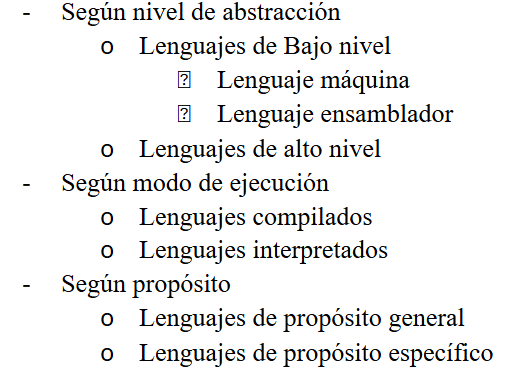 - Según nivel de abstracción
o Lenguajes de Bajo nivel
⍰ Lenguaje máquina
⍰ Lenguaje ensamblador
o Lenguajes de alto nivel
- Según modo de ejecución
o Lenguajes compilados
o Lenguajes interpretados
- Según propósito
o Lenguajes de propósito general
o Lenguajes de propósito específico